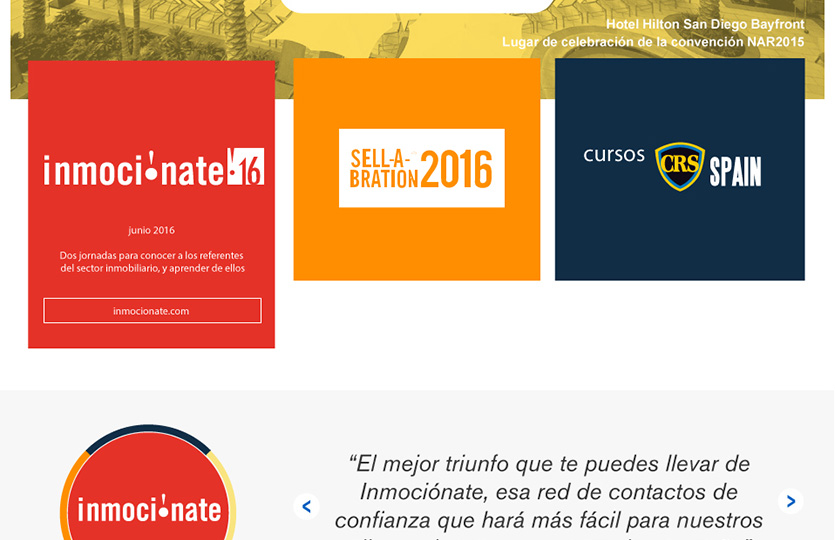 Hotel Hilton San Diego Bayfront
Lugar de celebración de la convención NAR2015
inmoci!nate !16
junio 2016
Dos jornadas para conocer a los referentes
del sector inmobiliario, y aprender de ellos
inmocionate.com
SELL-A-
BRATION 2016
cursos CRS SPAIN
inmoci!nate
“El mejor triunfo que te puedes llevar de
Inmociónate, esa red de contactos de
confianza que hará más fácil para nuestros